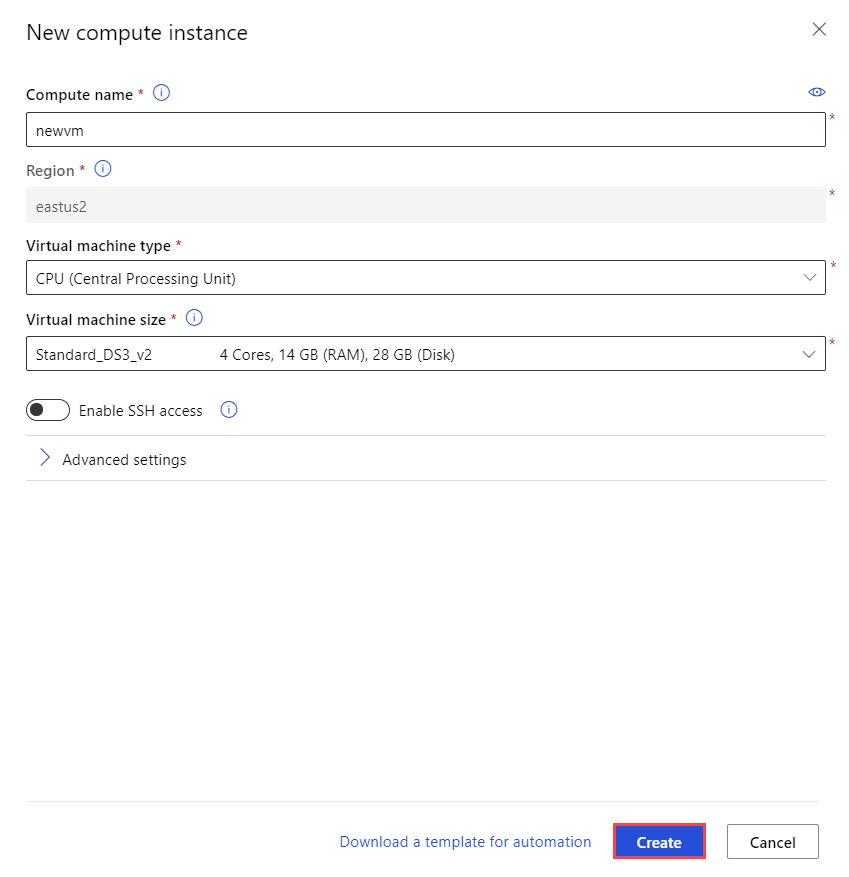 New compute instance
Compute name *
newvm
*
Region *
eastus2
*
Virtual machine type *
CPU (Central Processing Unit)
*
Virtual machine size *
Standard_DS3_v2 4 Cores, 14 GB (RAM), 28 GB (Disk)
*
Enable SSH access
Advanced settings
Download a template for automation Create Cancel